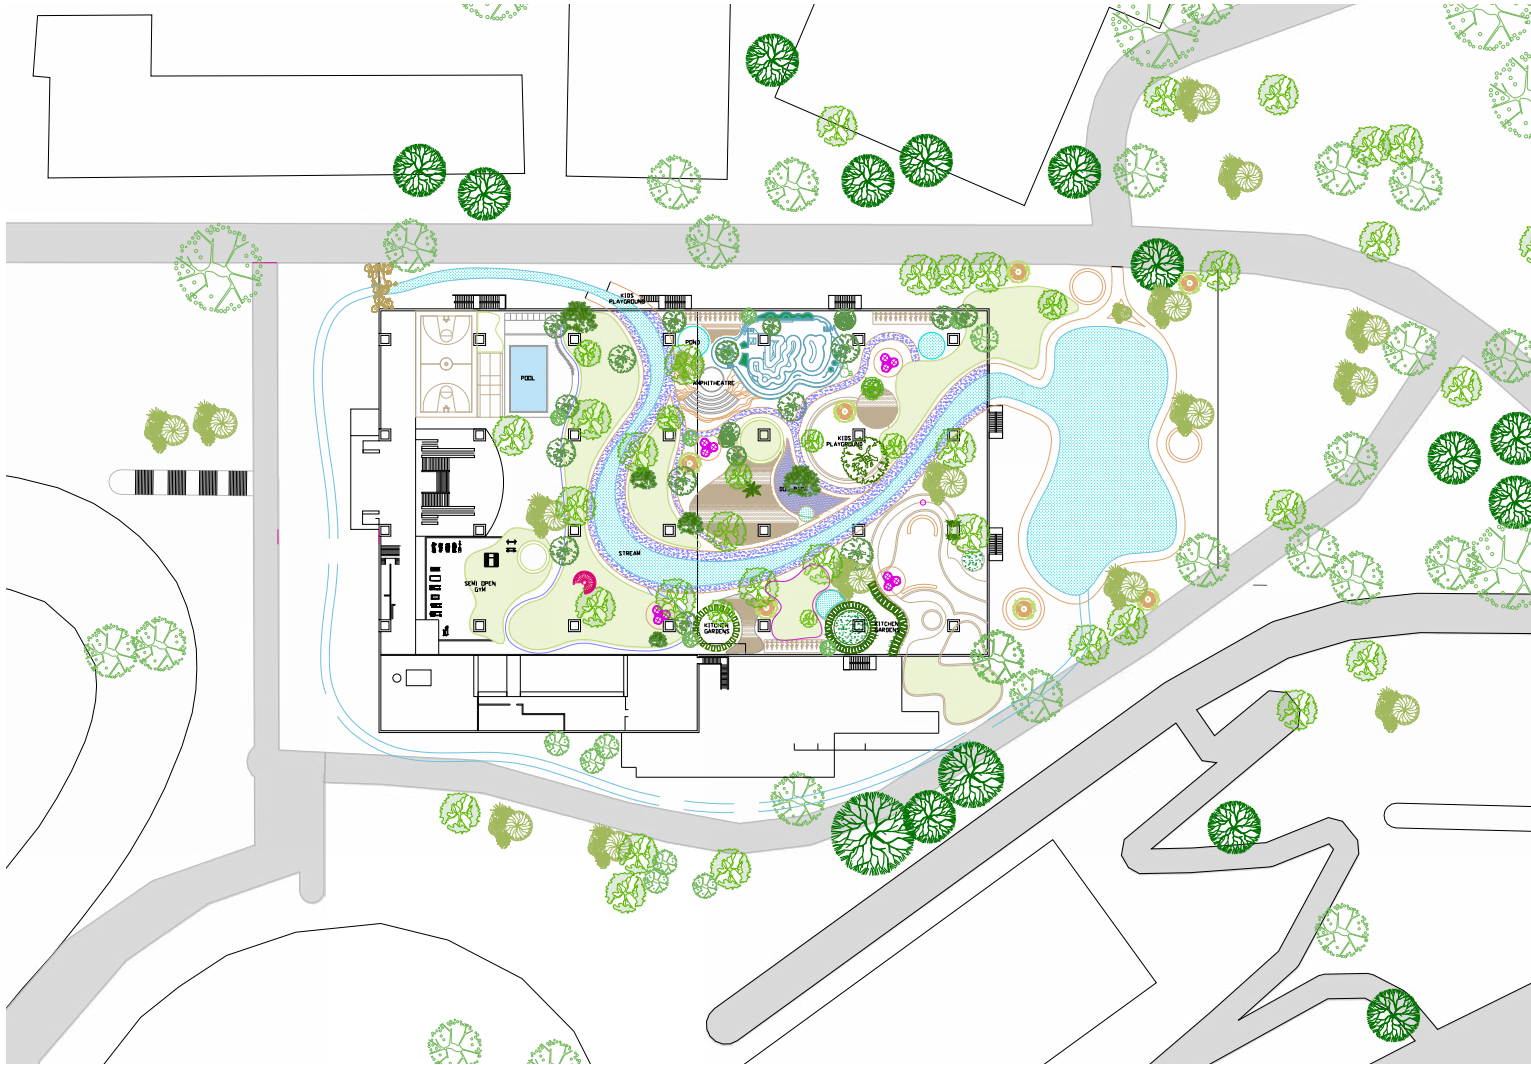 KIDS
PLAYGROUND
POND
POOL
AMPHITHEATRE
KIDS
PLAYGROUND
STREAM
SEMI OPEN
GYM
KITCHEN
GARDENS
KITCHEN
GARDENS